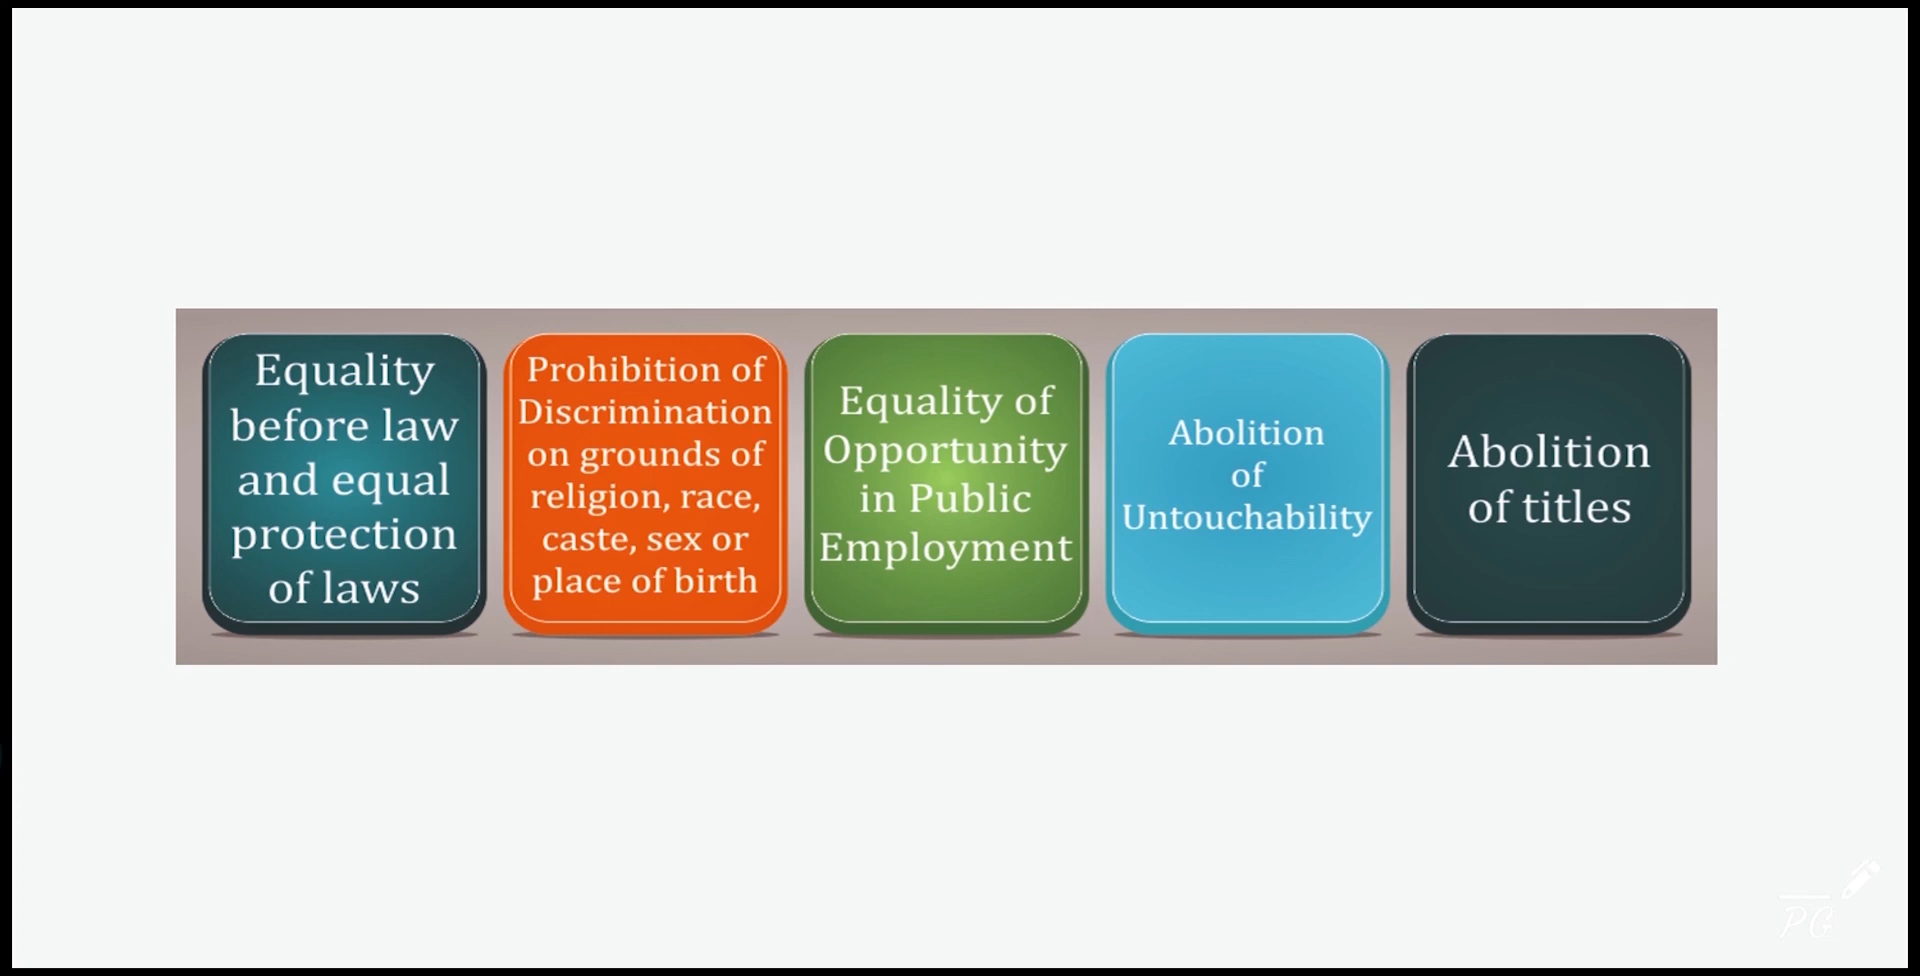 Equality
before law
and equal
protection
of laws
Prohibition of
Discrimination
on grounds of
religion, race,
caste, sex or
place of birth
Equality of
Opportunity
in Public
Employment
Abolition
of
Untouchability
Abolition
of titles
PG